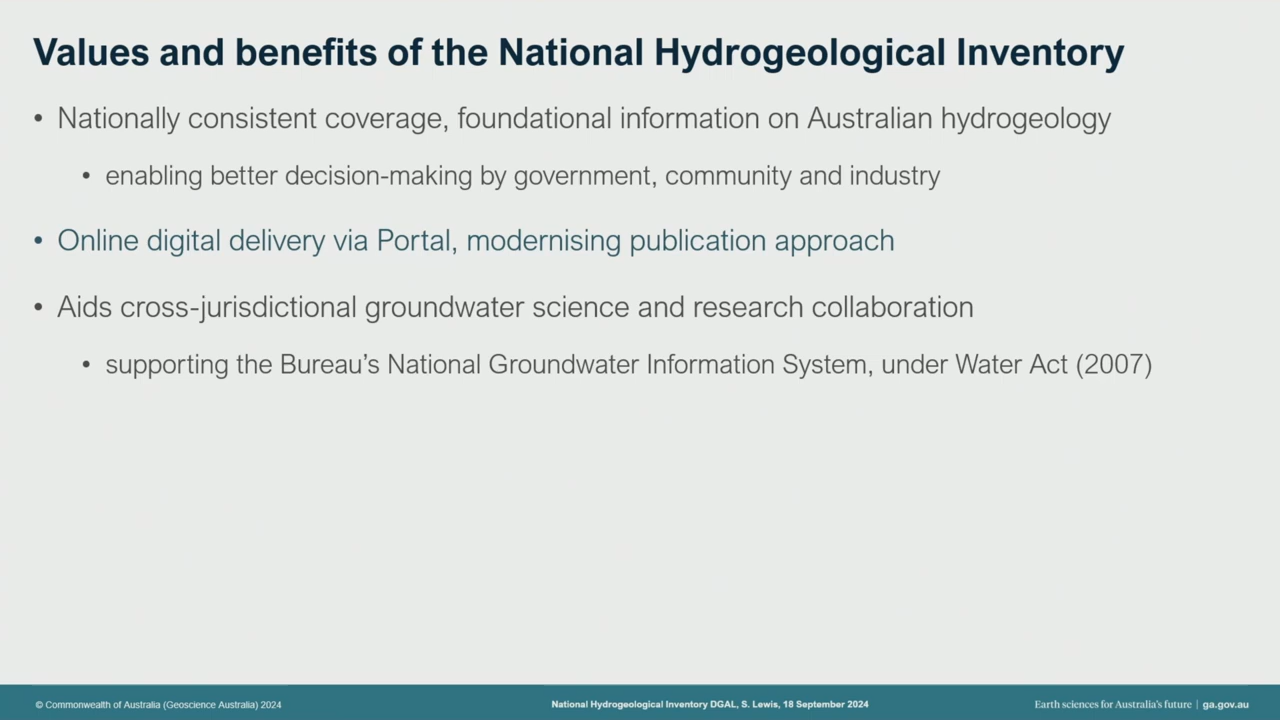 Values and benefits of the National Hydrogeological Inventory
• Nationally consistent coverage, foundational information on Australian hydrogeology
• enabling better decision-making by government, community and industry
• Online digital delivery via Portal, modernising publication approach
• Aids cross-jurisdictional groundwater science and research collaboration
• supporting the Bureau’s National Groundwater Information System, under Water Act (2007)
© Commonwealth of Australia (Geoscience Australia) 2024
National Hydrogeological Inventory DGAL, S. Lewis, 18 September 2024
Earth sciences for Australia’s future | ga.gov.au